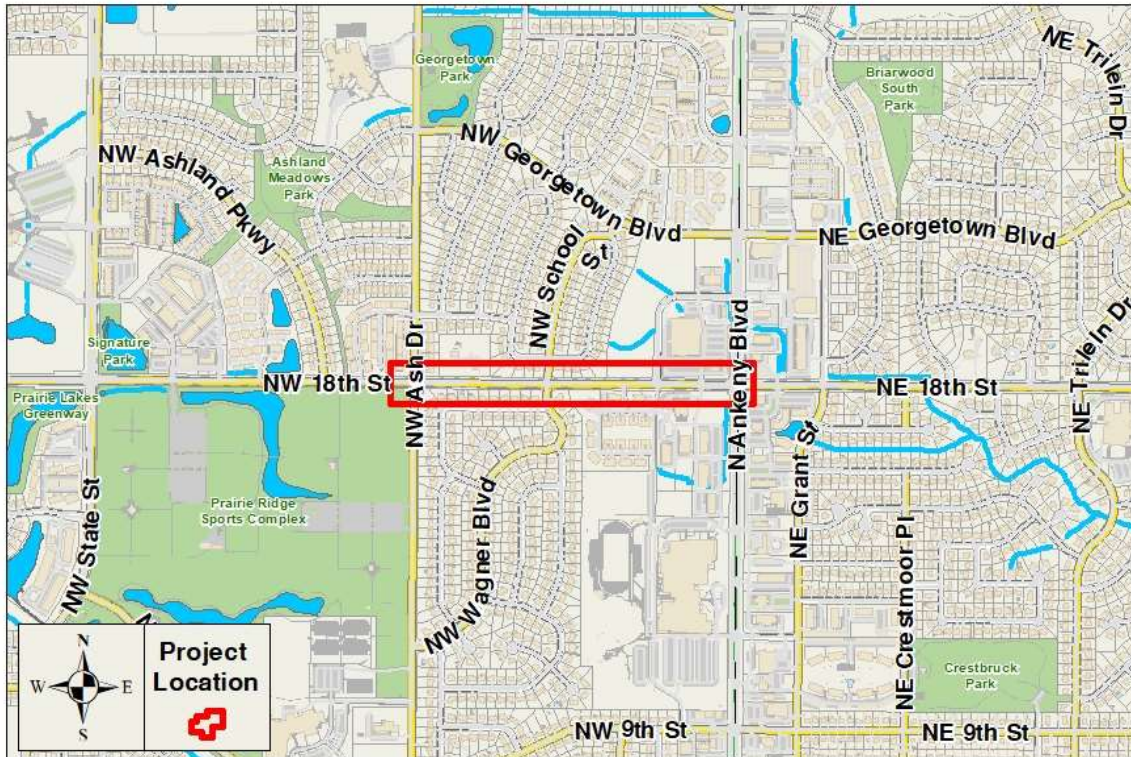 NE Trilein Dr
Georgetown
Park
Briarwood
South
Park
NW Ashland Pkwy
Ashland
Meadows
Park
NW Georgetown Blvd
NE Georgetown Blvd
NW School
St
Signature
Park
NW Ash Dr
N Ankeny Blvd
NE Trilein Dr
NW 18th St
NE 18th St
Prairie Lakes
Greenway
NE Grant St
NW State St
Prairie Ridge
Sports Complex
NW Wagner Blvd
NE Crestmoor Pl
Crestbruck
Park
N
W
E
S
Project
Location
NW 9th St
NE 9th St